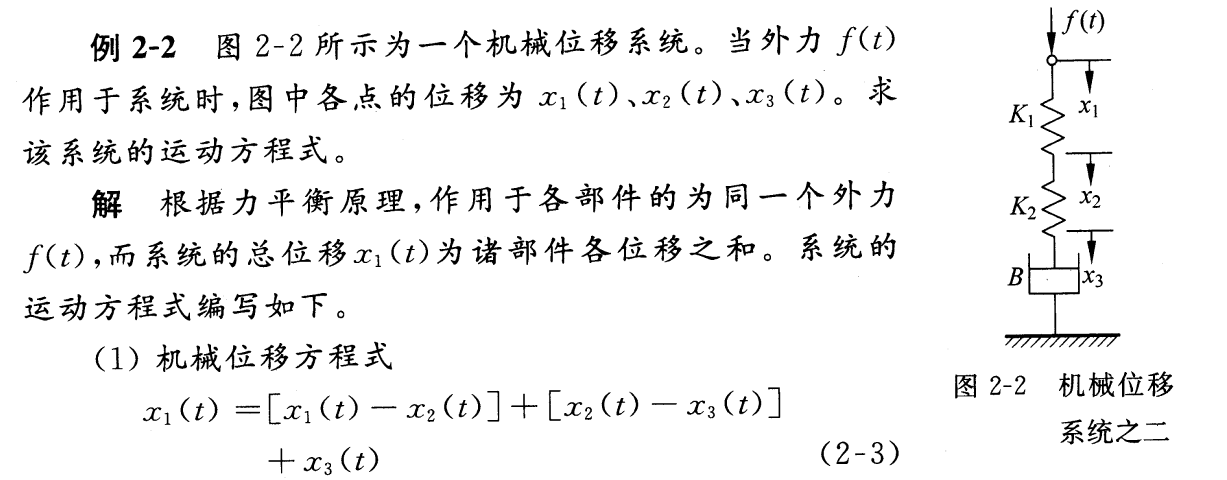 例 2-2 图 2-2 所示为一个机械位移系统。当外力 f(t)
作用于系统时,图中各点的位移为 x₁(t)、x₂(t)、x₃(t)。求
该系统的运动方程式。
解 根据力平衡原理,作用于各部件的为同一个外力
f(t),而系统的总位移x₁(t)为诸部件各位移之和。系统的
运动方程式编写如下。
(1) 机械位移方程式
x₁(t) =[x₁(t) − x₂(t)]+[x₂(t) − x₃(t)]
+ x₃(t) (2-3)
f(t)
K₁
x₁
K₂
x₂
B
x₃
图 2-2 机械位移
系统之二